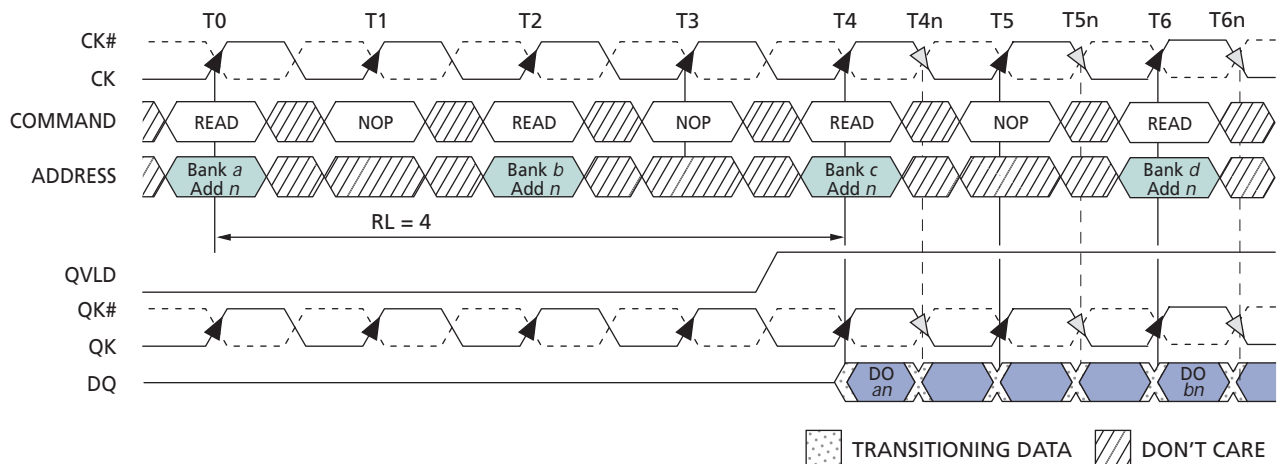 T0 T1 T2 T3 T4 T4n T5 T5n T6 T6n
CK#
CK
COMMAND READ NOP READ NOP READ NOP READ
ADDRESS Bank a Add n Bank b Add n Bank c Add n Bank d Add n
RL = 4
QVLD
QK#
QK
DQ DO an DO bn
TRANSITIONING DATA DON'T CARE